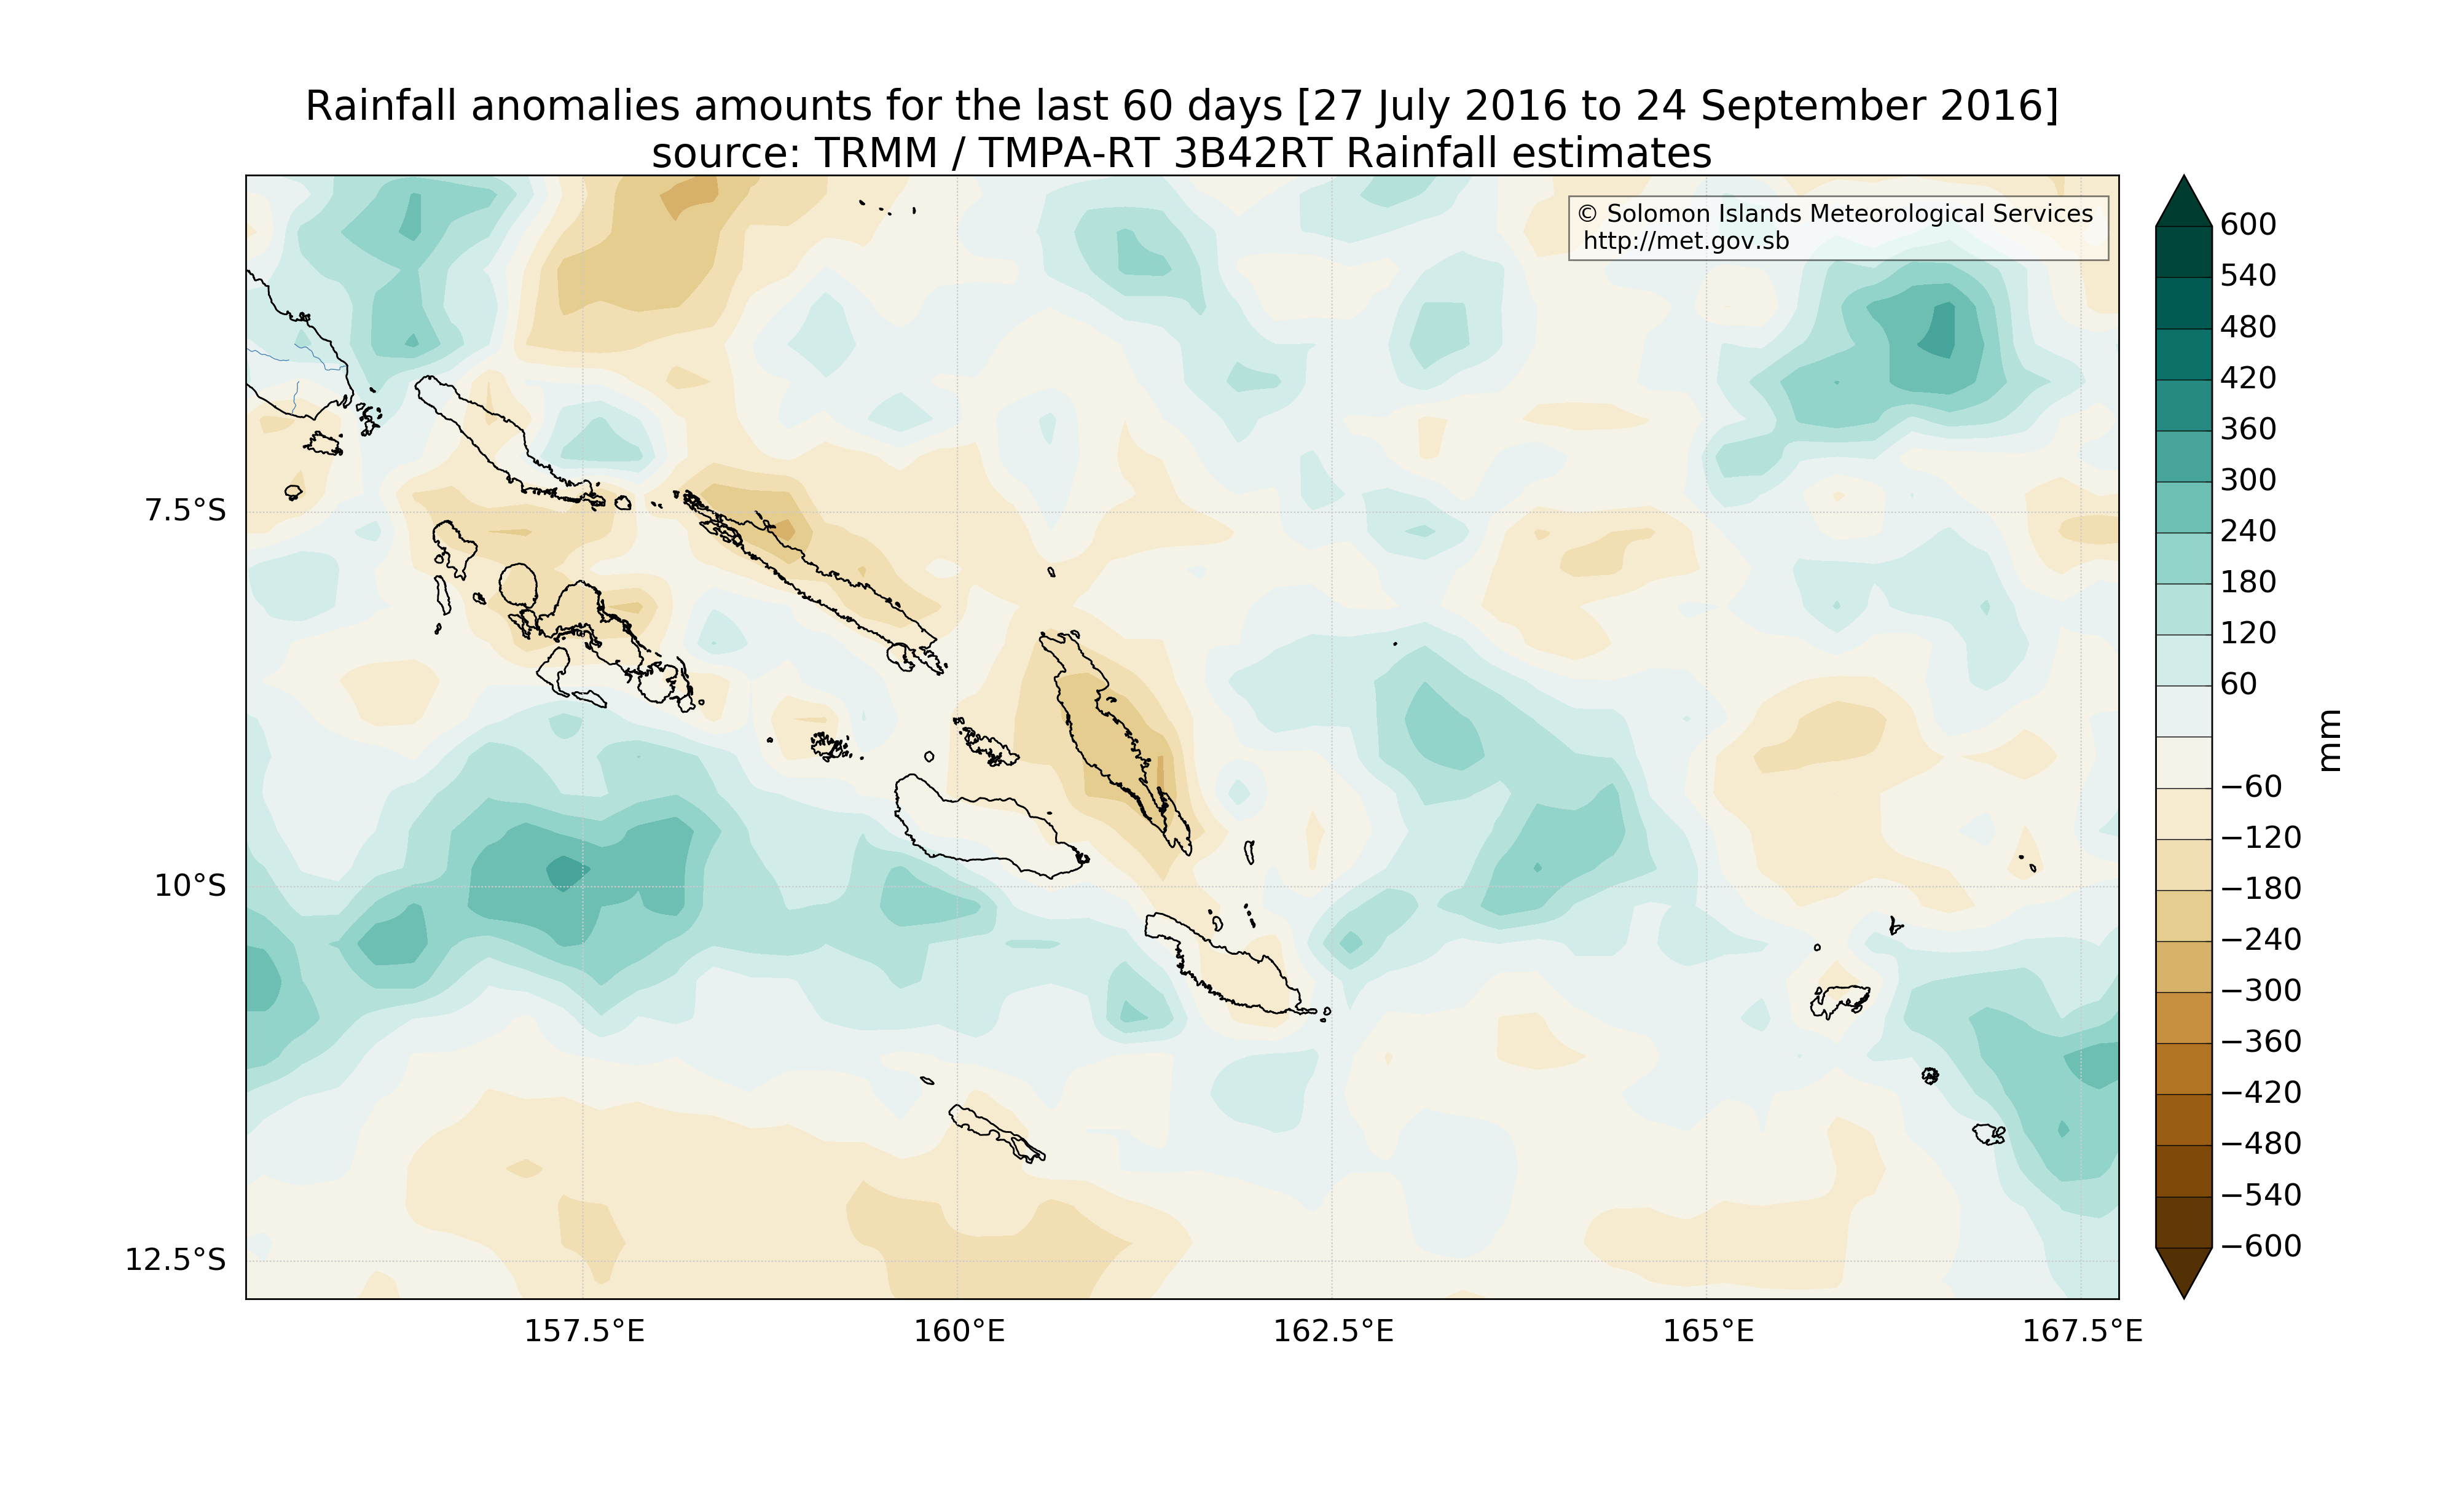 Rainfall anomalies amounts for the last 60 days [27 July 2016 to 24 September 2016]
source: TRMM / TMPA-RT 3B42RT Rainfall estimates
© Solomon Islands Meteorological Services
http://met.gov.sb
7.5°S
10°S
12.5°S
157.5°E
160°E
162.5°E
165°E
167.5°E
600
540
480
420
360
300
240
180
120
60
−60
−120
−180
−240
−300
−360
−420
−480
−540
−600
mm